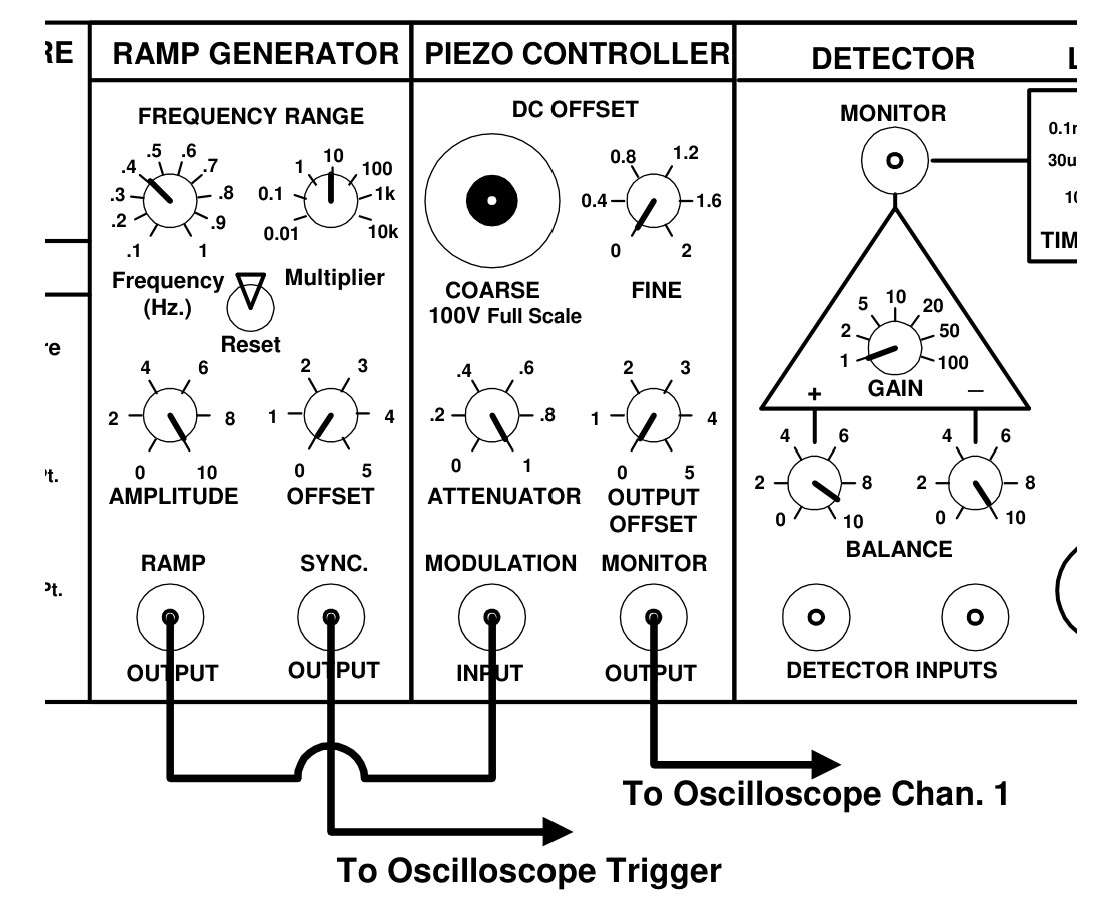 RE
RAMP GENERATOR
PIEZO CONTROLLER
DETECTOR
L
FREQUENCY RANGE
.1
.2
.3
.4
.5
.6
.7
.8
.9
1
Frequency
(Hz.)
0.01
0.1
1
10
100
1k
10k
Multiplier
Reset
0
2
4
6
8
10
AMPLITUDE
0
1
2
3
4
5
OFFSET
RAMP
OUTPUT
SYNC.
OUTPUT
DC OFFSET
COARSE
100V Full Scale
0
0.4
0.8
1.2
1.6
2
FINE
0
.2
.4
.6
.8
1
ATTENUATOR
0
1
2
3
4
5
OUTPUT
OFFSET
MODULATION
INPUT
MONITOR
OUTPUT
MONITOR
1
2
5
10
20
50
100
GAIN
+
–
0
2
4
6
8
10
0
2
4
6
8
10
BALANCE
DETECTOR INPUTS
30u
10
TIM
re
t.
t.
To Oscilloscope Chan. 1
To Oscilloscope Trigger